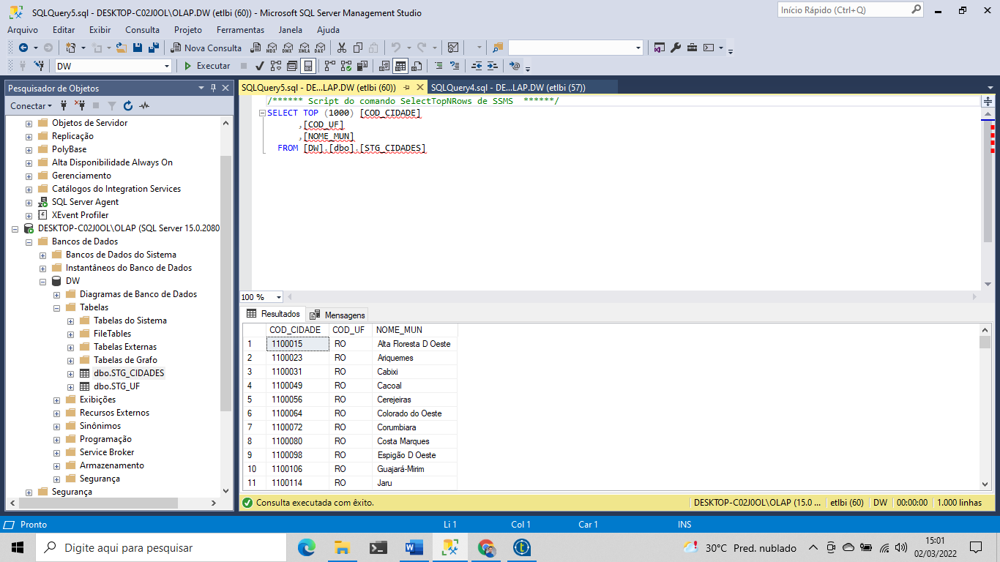 SQLQuery5.sql - DESKTOP-C02J0OL\OLAP.DW (etlbi (60)) - Microsoft SQL Server Management Studio
Início Rápido (Ctrl+Q)
Arquivo Editar Exibir Consulta Projeto Ferramentas Janela Ajuda
Nova Consulta MDX DMX XMLA DAX
DW Executar
Pesquisador de Objetos
Conectar
Objetos de Servidor
Replicação
PolyBase
Alta Disponibilidade Always On
Gerenciamento
Catálogos do Integration Services
SQL Server Agent
XEvent Profiler
DESKTOP-C02J0OL\OLAP (SQL Server 15.0.2080
Bancos de Dados
Bancos de Dados do Sistema
Instantâneos do Banco de Dados
DW
Diagramas de Banco de Dados
Tabelas
Tabelas do Sistema
FileTables
Tabelas Externas
Tabelas de Grafo
dbo.STG_CIDADES
dbo.STG_UF
Exibições
Recursos Externos
Sinônimos
Programação
Service Broker
Armazenamento
Segurança
Segurança
SQLQuery5.sql - DE...LAP.DW (etlbi (60)) SQLQuery4.sql - DE...LAP.DW (etlbi (57))
/****** Script do comando SelectTopNRows de SSMS  ******/
SELECT TOP (1000) [COD_CIDADE]
,[COD_UF]
,[NOME_MUN]
FROM [DW].[dbo].[STG_CIDADES]
100 %
Resultados Mensagens
COD_CIDADE COD_UF NOME_MUN
1 1100015 RO Alta Floresta D Oeste
2 1100023 RO Ariquemes
3 1100031 RO Cabixi
4 1100049 RO Cacoal
5 1100056 RO Cerejeiras
6 1100064 RO Colorado do Oeste
7 1100072 RO Corumbiara
8 1100080 RO Costa Marques
9 1100098 RO Espigão D Oeste
10 1100106 RO Guajará-Mirim
11 1100114 RO Jaru
Consulta executada com êxito. DESKTOP-C02J0OL\OLAP (15.0 ... etlbi (60) DW 00:00:00 1.000 linhas
Pronto Li 1 Col 1 Car 1 INS
Digite aqui para pesquisar
30°C Pred. nublado
15:01
02/03/2022